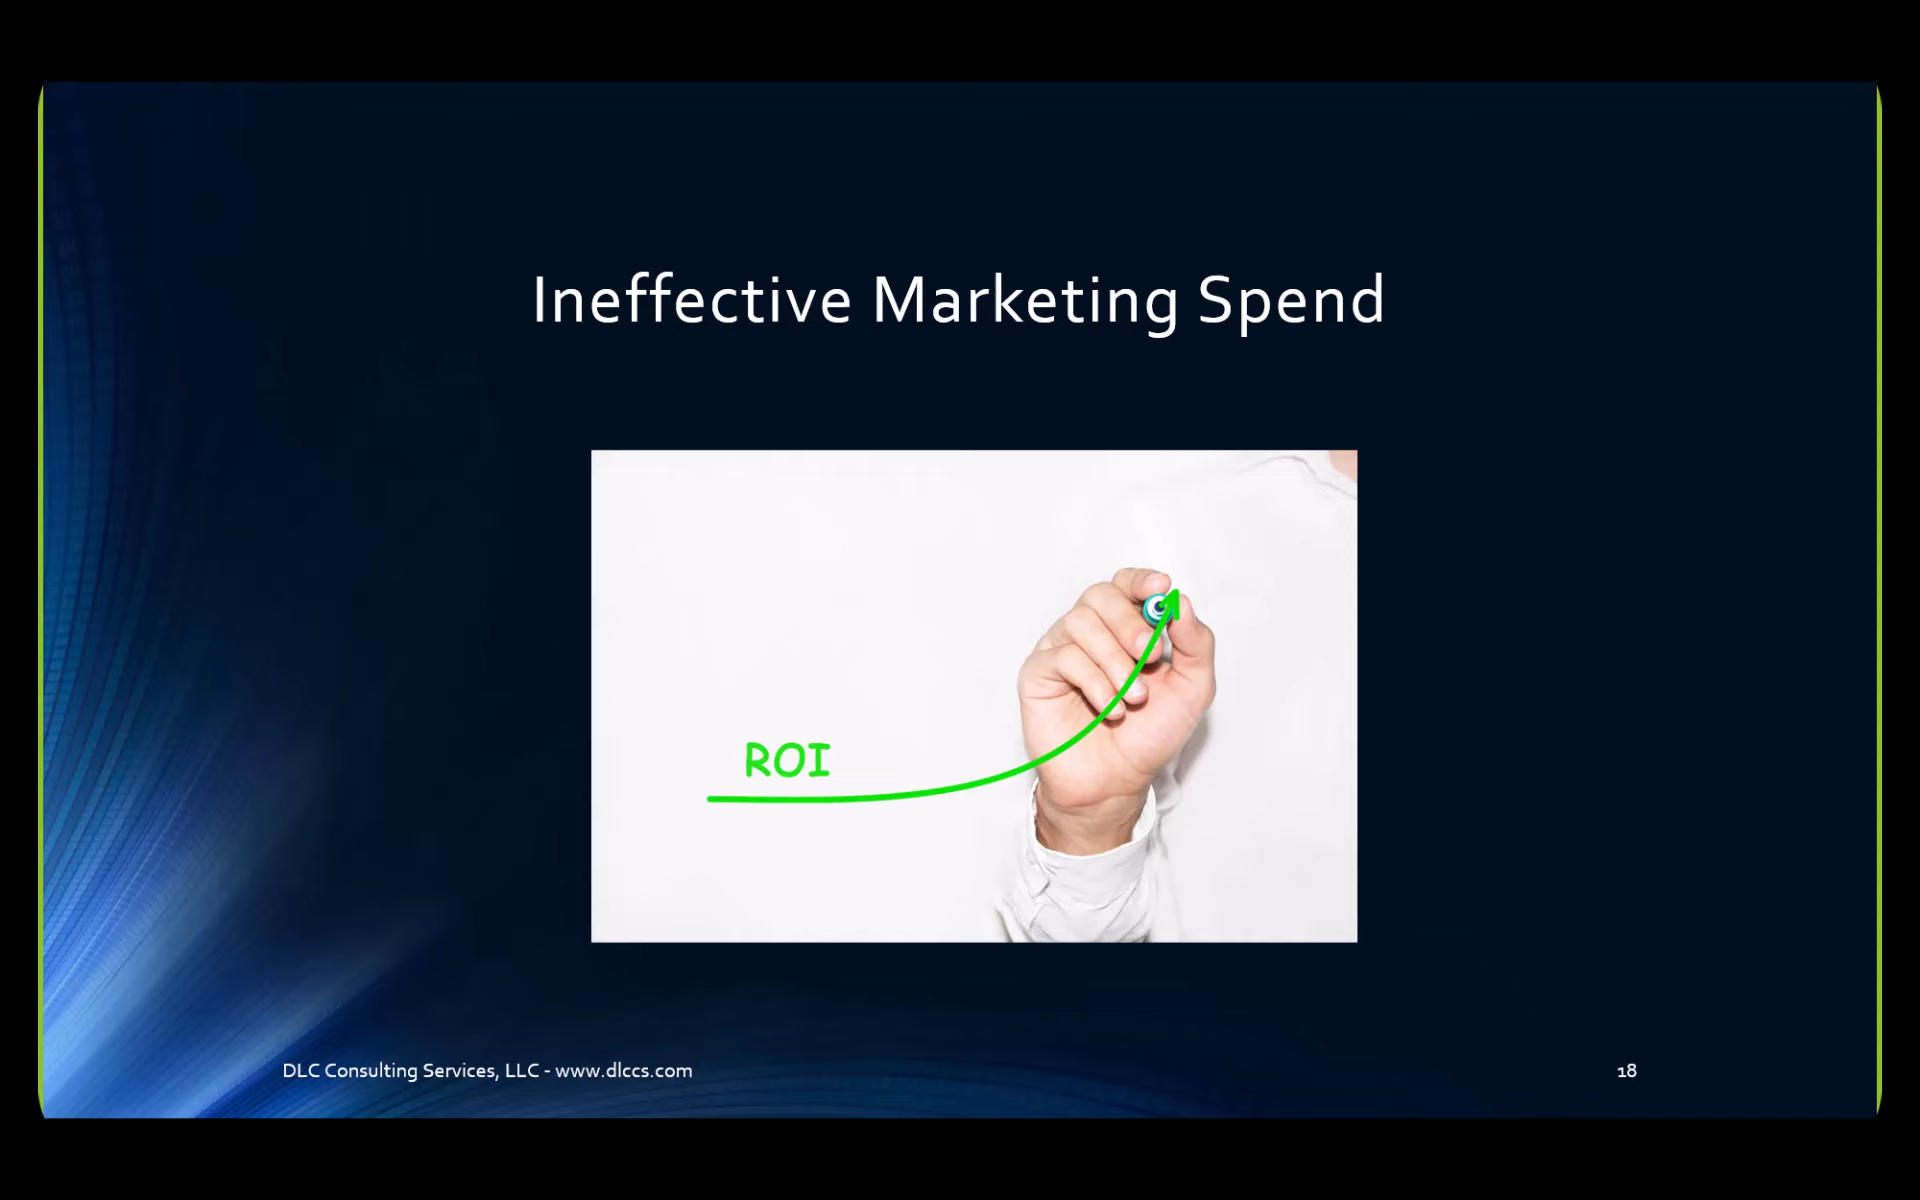 Ineffective Marketing Spend
ROI
DLC Consulting Services, LLC - www.dlccs.com
18